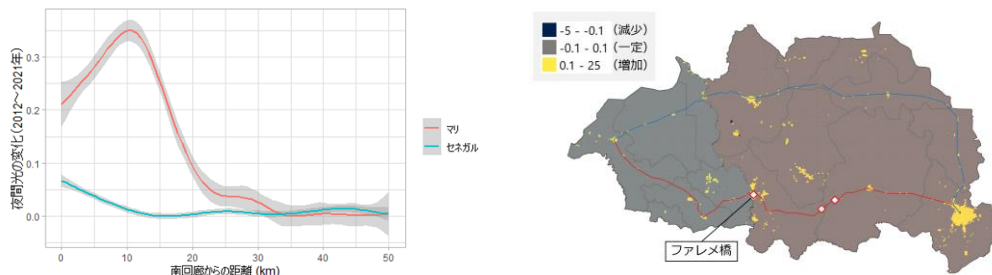 夜間光の変化（2012～2021年）
0.3
0.2
0.1
0.0
0
10
20
30
40
50
南回廊からの距離 (km)
マリ
セネガル
-5 - -0.1 （減少）
-0.1 - 0.1 （一定）
0.1 - 25 （増加）
ファレメ橋